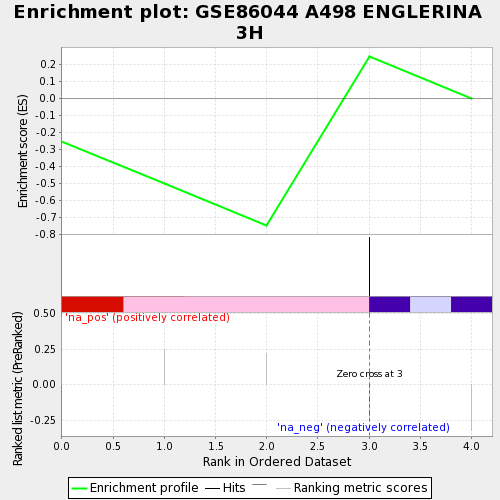 Enrichment plot: GSE86044 A498 ENGLERINA
3H
Enrichment score (ES)
0.2
0.1
0.0
-0.1
-0.2
-0.3
-0.4
-0.5
-0.6
-0.7
-0.8
'na_pos' (positively correlated)
Ranked list metric (PreRanked)
0.50
0.25
0.00
-0.25
Zero cross at 3
'na_neg' (negatively correlated)
0.0 0.5 1.0 1.5 2.0 2.5 3.0 3.5 4.0
Rank in Ordered Dataset
Enrichment profile Hits Ranking metric scores